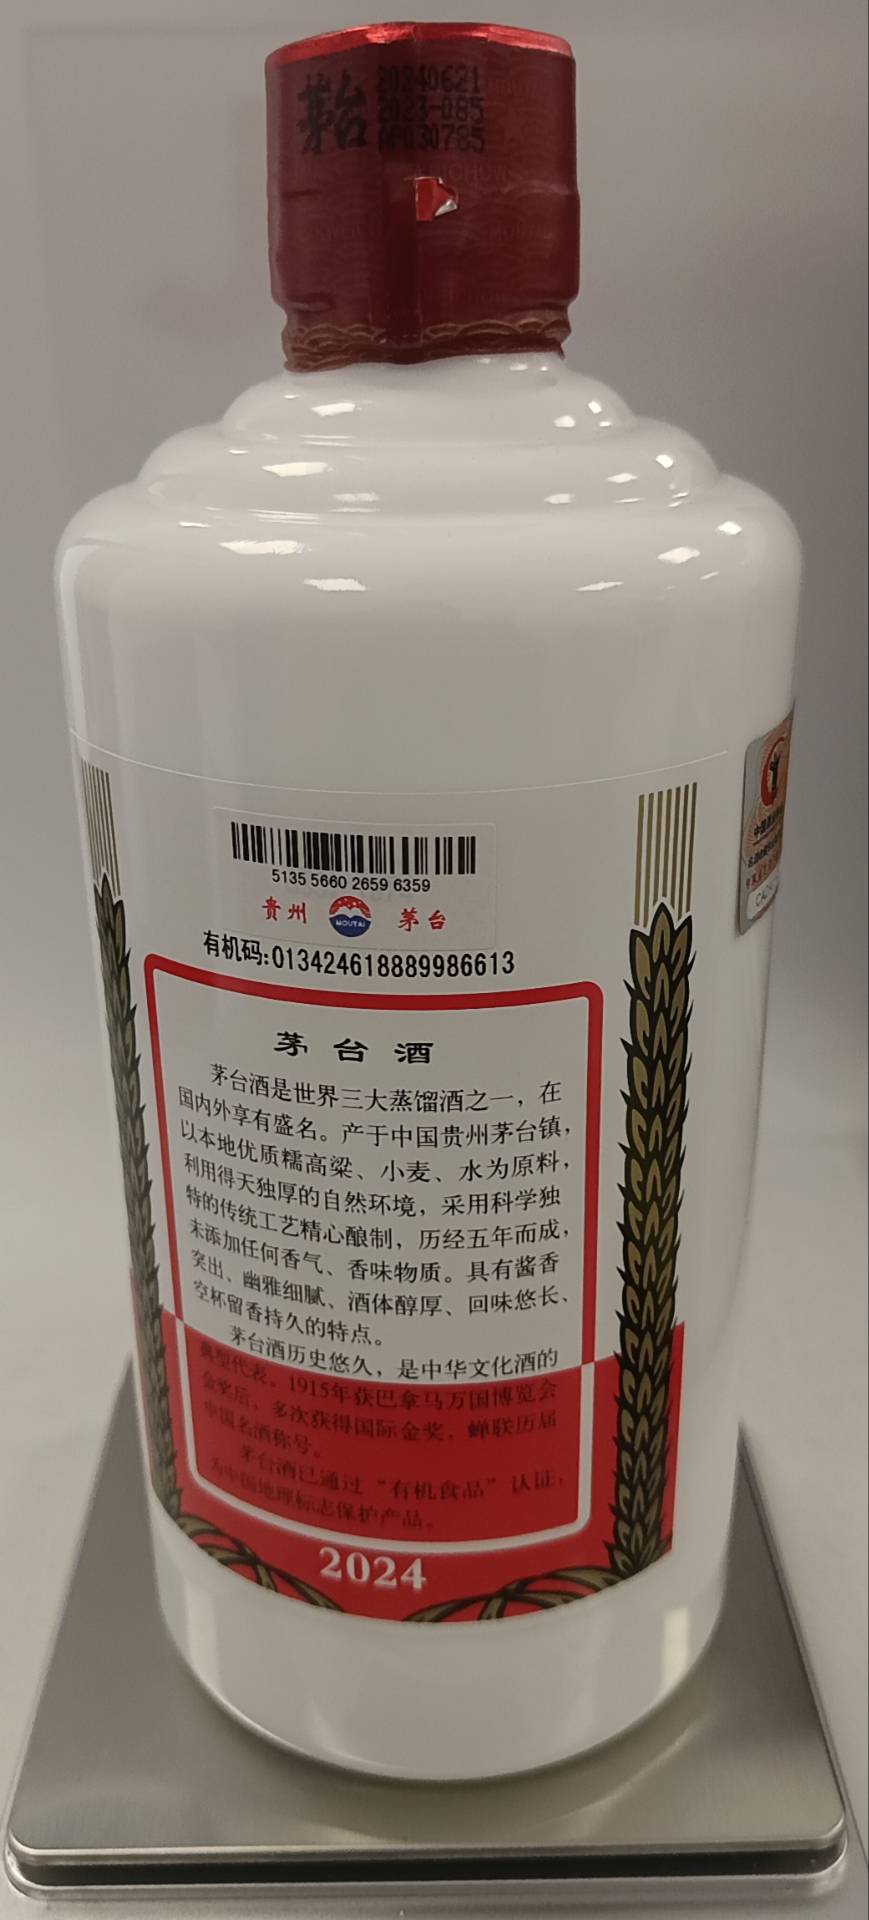 茅台
20240621
2023-085
5135 5660 2659 6359
贵州
MOUTAI
茅台
有机码:013424618889986613
茅台酒
茅台酒是世界三大蒸馏酒之一，在
国内外享有盛名。产于中国贵州茅台镇，
以本地优质糯高粱、小麦、水为原料，
利用得天独厚的自然环境，采用科学独
特的传统工艺精心酿制，历经五年而成，
未添加任何香气、香味物质。具有酱香
突出、幽雅细腻、酒体醇厚、回味悠长、
空杯留香持久的特点。
茅台酒历史悠久，是中华文化酒的
典型代表。1915年获巴拿马万国博览会
金奖后，多次获得国际金奖，蝉联历届
中国名酒称号。
茅台酒已通过“有机食品”认证，
为中国地理标志保护产品。
2024